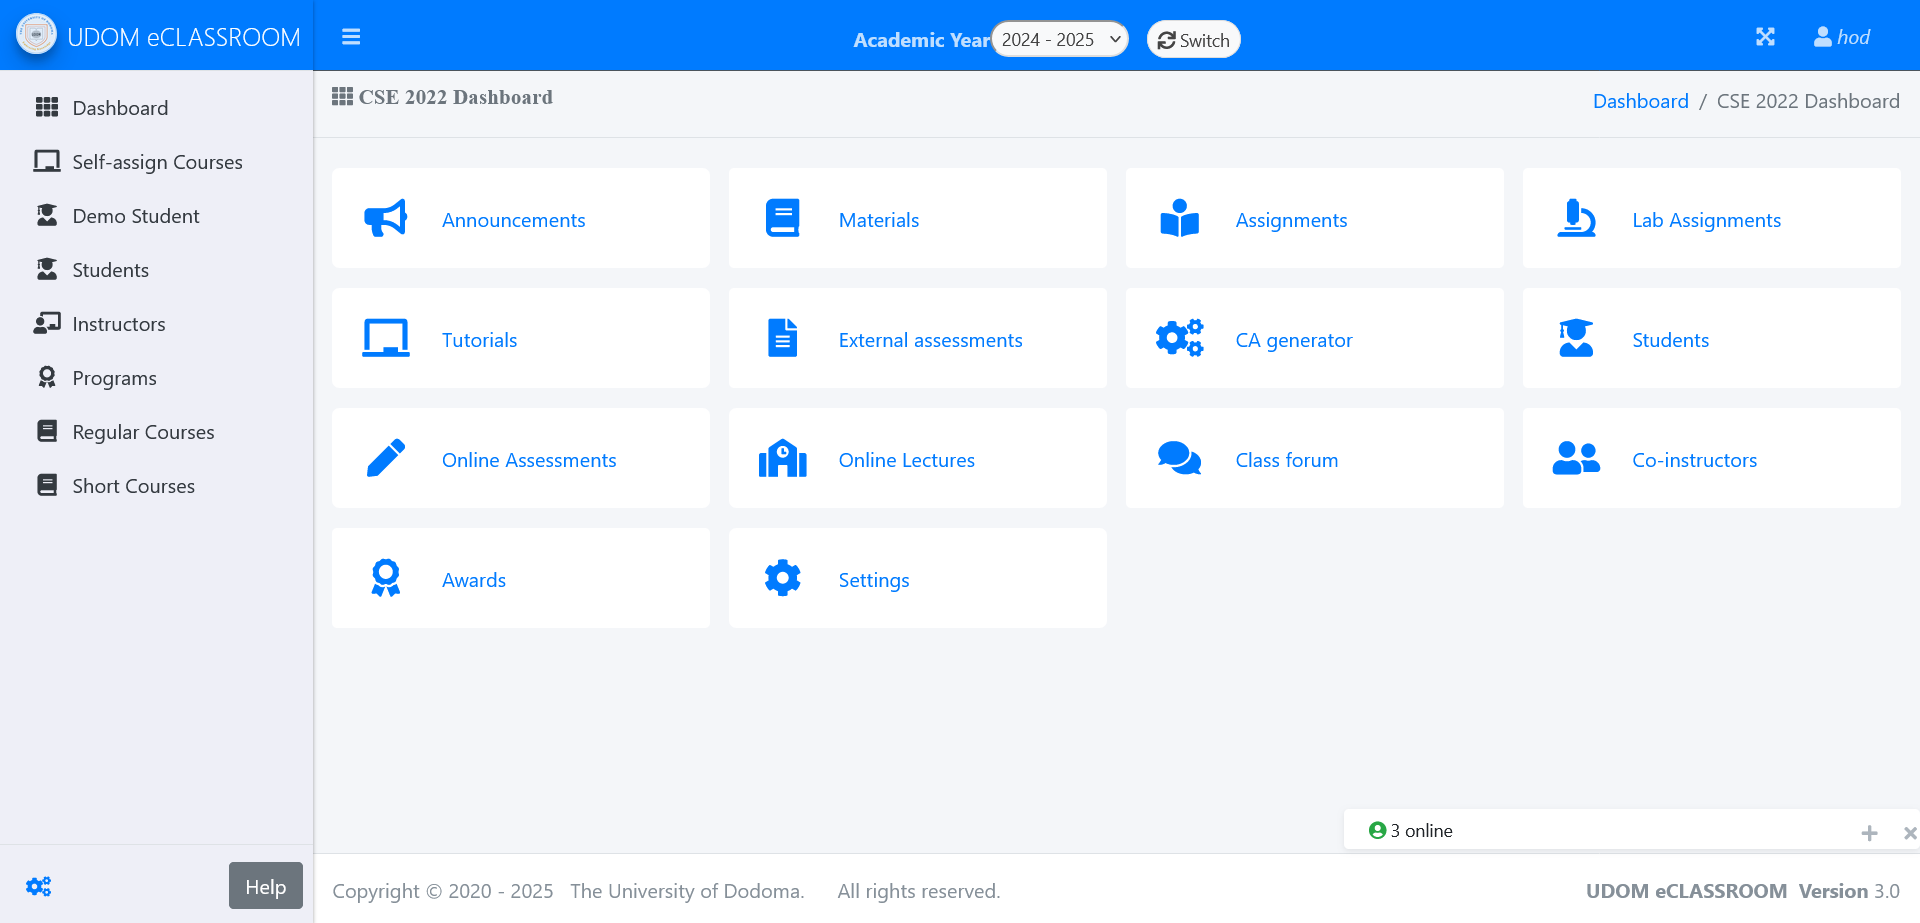 UDOM eCLASSROOM
Academic Year 2024 - 2025 Switch
hod
Dashboard
Self-assign Courses
Demo Student
Students
Instructors
Programs
Regular Courses
Short Courses
Help
CSE 2022 Dashboard
Dashboard / CSE 2022 Dashboard
Announcements
Materials
Assignments
Lab Assignments
Tutorials
External assessments
CA generator
Students
Online Assessments
Online Lectures
Class forum
Co-instructors
Awards
Settings
3 online
Copyright © 2020 - 2025 The University of Dodoma. All rights reserved.
UDOM eCLASSROOM Version 3.0